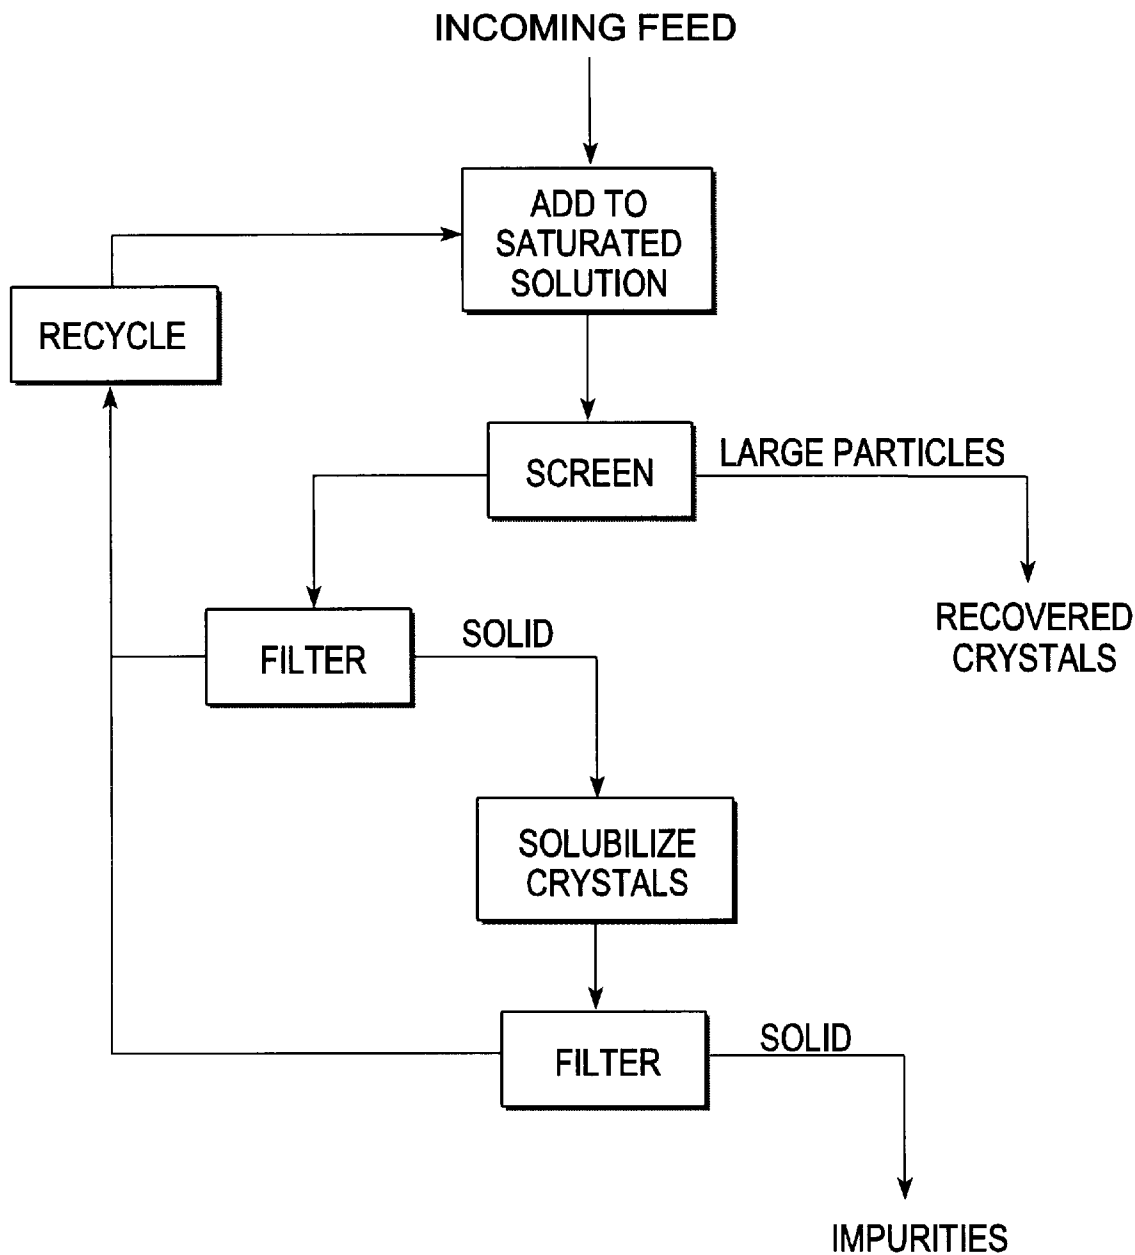 INCOMING FEED
ADD TO
SATURATED
SOLUTION
RECYCLE
SCREEN
LARGE PARTICLES
RECOVERED
CRYSTALS
FILTER
SOLID
SOLUBILIZE
CRYSTALS
FILTER
SOLID
IMPURITIES